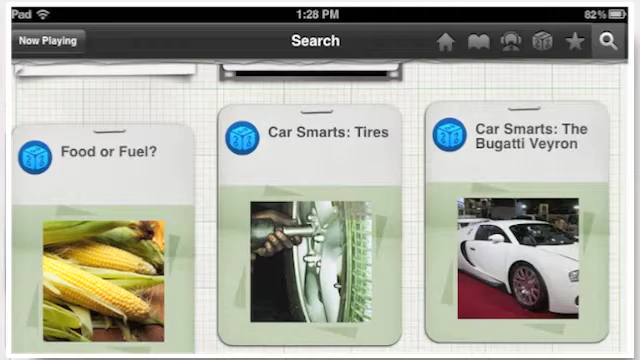 Pad
1:28 PM
82%
Now Playing
Search
Food or Fuel?
Car Smarts: Tires
Car Smarts: The
Bugatti Veyron